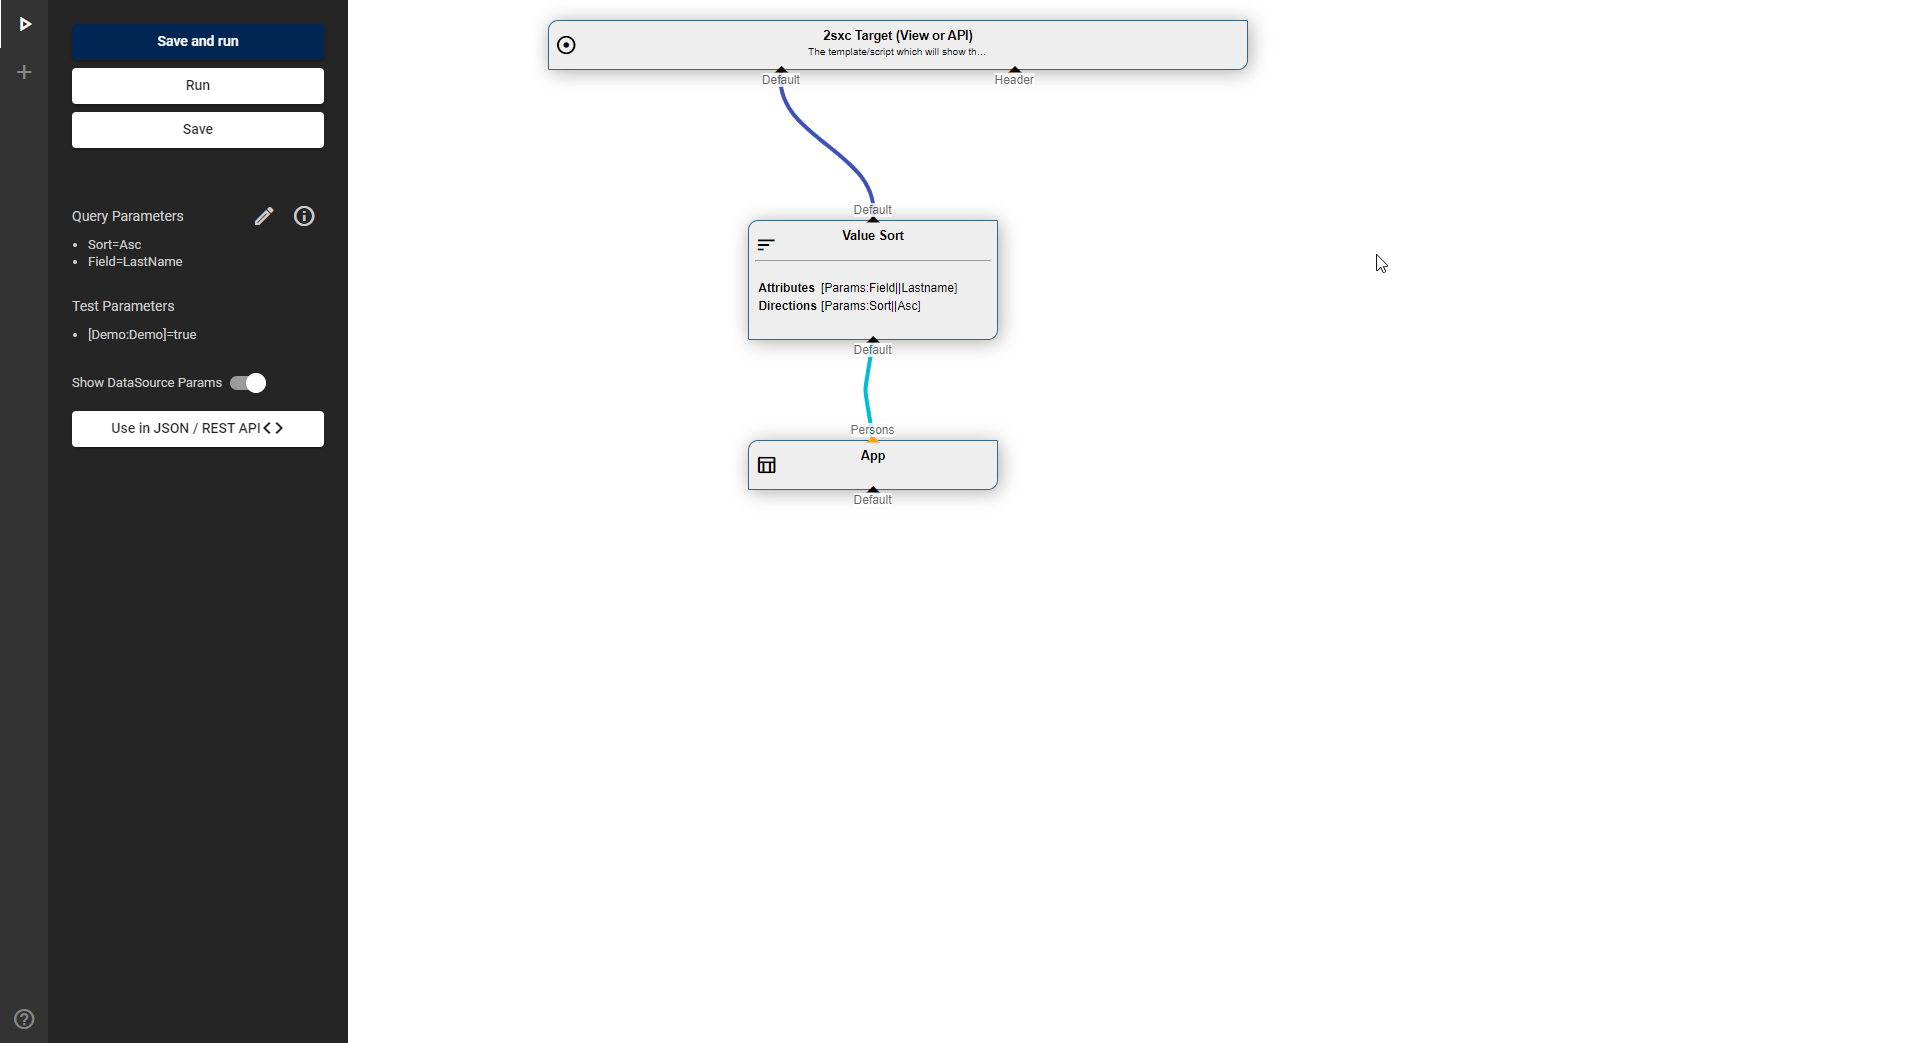 Save and run
Run
Save
Query Parameters
Sort=Asc
Field=LastName
Test Parameters
[Demo:Demo]=true
Show DataSource Params
Use in JSON / REST API
2sxc Target (View or API)
The template/script which will show th...
Default
Header
Default
Value Sort
Attributes [Params:Field||Lastname]
Directions [Params:Sort||Asc]
Default
Persons
App
Default